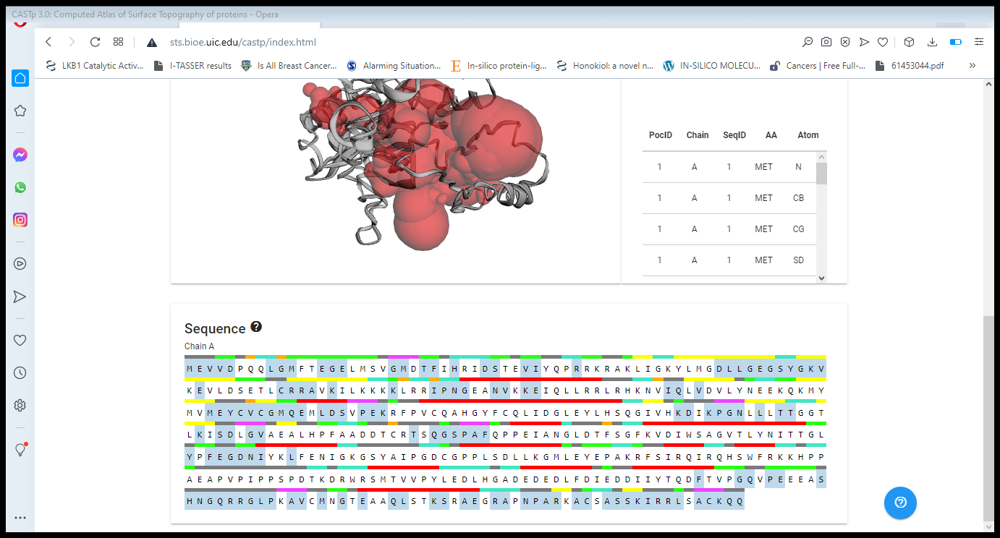 CASTp 3.0: Computed Atlas of Surface Topography of proteins - Opera
sts.bioe.uic.edu/castp/index.html
LKB1 Catalytic Activ... I-TASSER results Is All Breast Cancer... Alarming Situation... In-silico protein-lig... Honokiol: a novel n... IN-SILICO MOLECU... Cancers | Free Full-... 61453044.pdf »
PocID Chain SeqID AA Atom
1 A 1 MET N
1 A 1 MET CB
1 A 1 MET CG
1 A 1 MET SD
Sequence ?
Chain A
MEVVDPQQLGMFTEGELMSVGMDTFIHRIDSTEVIYQPRRKRAKLIGKYLMGDLLGEGSYGKV
KEVLDSETLCRRAVKILKKKKLRRIPNGEANVKKEIQLLRRLRHKNVIQLVDVLYNEEKQKMY
MVMEYCVCGMQEMLDSVPEKRFPVCQAHGYFCQLIDGLEYLHSQGIVHKDIKPGNLLLTTGGT
LKISDLGVAEALHPFAADDTCRTSQGSPAFQPPEIANGLDTFSGFKVDIWSAGVTLYNITTGL
YPFEGDNIYKLFENIGKGSYAIPGDCGPPLSDLLKGMLEYEPAKRFSIRQIRQHSWFRKKHPP
AEAPVPIPPSPDTKDRWRSMTVVPYLEDLHGADEDEDLFDIEDDIIYTQDFTVPGQVPEEEAS
HNGQRRGLPKAVCMNGTEAAQLSTKSRAEGRAPNPARKACSASSKIRRLSACKQQ